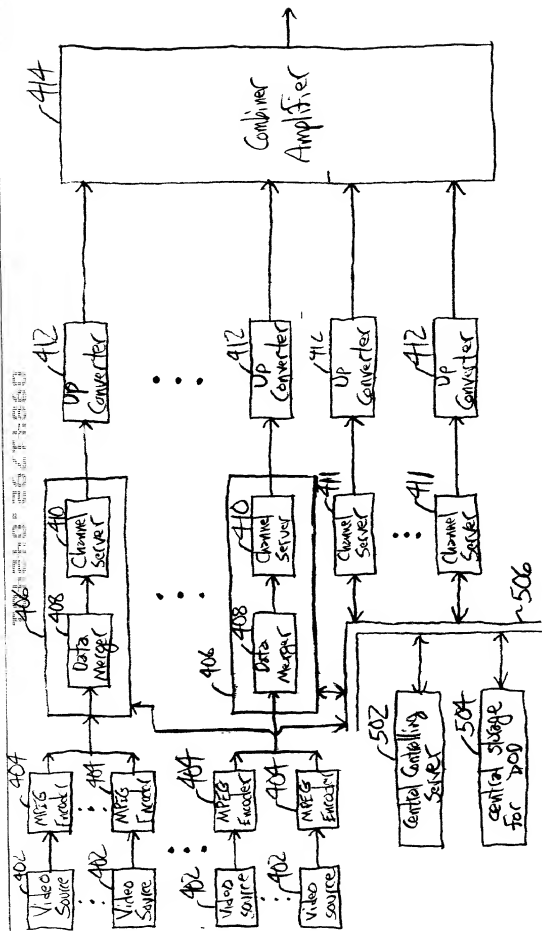 414
Combiner
Amplifier
412
Up
Converter
412
Up
Converter
412
Up
Converter
412
Up
Converter
406
408
Data
Merger
410
Channel
Server
406
408
Data
Merger
410
Channel
Server
411
Channel
Server
411
Channel
Server
506
402
Video
Source
404
MPEG
Encoder
402
Video
Source
404
MPEG
Encoder
402
Video
Source
404
MPEG
Encoder
402
Video
Source
404
MPEG
Encoder
502
Central Controlling
Server
504
Central Storage
For DOD